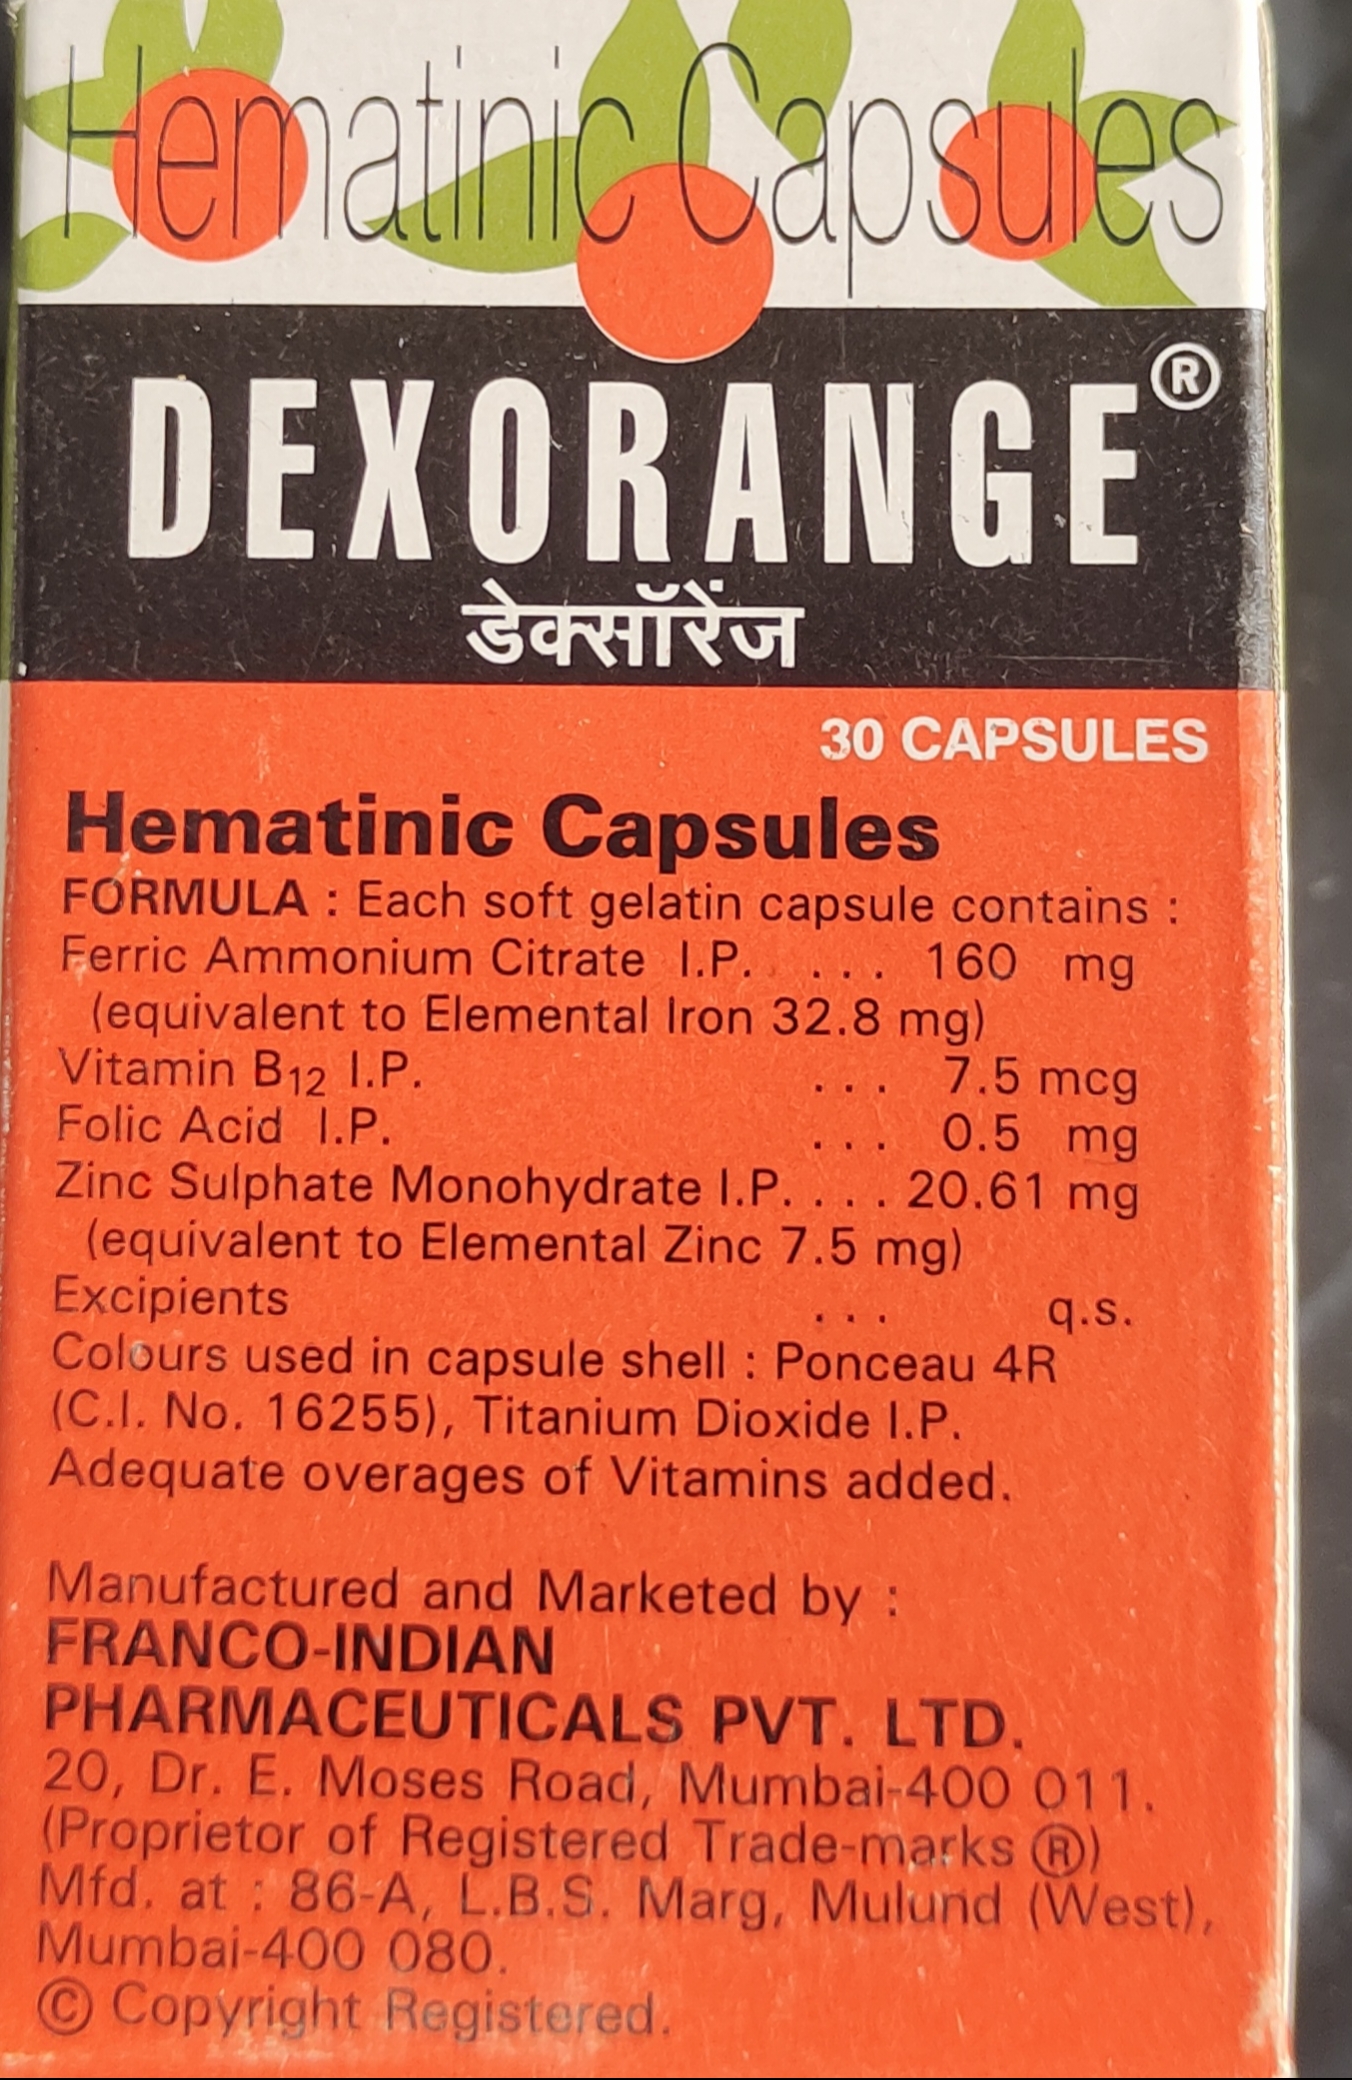 Hematinic Capsules
DEXORANGE®
डेक्सॉरेंज
30 CAPSULES
Hematinic Capsules
FORMULA : Each soft gelatin capsule contains :
Ferric Ammonium Citrate I.P. ... 160 mg
(equivalent to Elemental Iron 32.8 mg)
Vitamin B12 I.P. ... 7.5 mcg
Folic Acid I.P. ... 0.5 mg
Zinc Sulphate Monohydrate I.P. ... 20.61 mg
(equivalent to Elemental Zinc 7.5 mg)
Excipients ... q.s.
Colours used in capsule shell : Ponceau 4R
(C.I. No. 16255), Titanium Dioxide I.P.
Adequate overages of Vitamins added.
Manufactured and Marketed by :
FRANCO-INDIAN
PHARMACEUTICALS PVT. LTD.
20, Dr. E. Moses Road, Mumbai-400 011.
(Proprietor of Registered Trade-marks ®)
Mfd. at : 86-A, L.B.S. Marg, Mulund (West),
Mumbai-400 080.
© Copyright Registered.